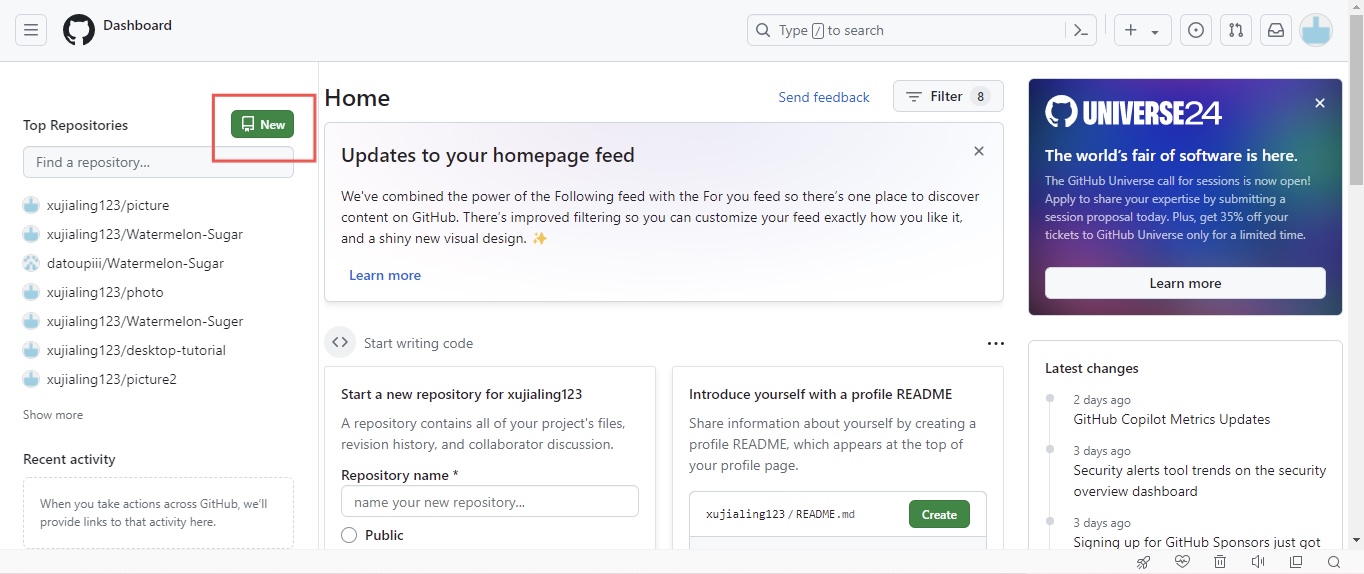 Dashboard
Type / to search
Top Repositories
New
Find a repository...
xujialing123/picture
xujialing123/Watermelon-Sugar
datoupiii/Watermelon-Sugar
xujialing123/photo
xujialing123/Watermelon-Suger
xujialing123/desktop-tutorial
xujialing123/picture2
Show more
Recent activity
When you take actions across GitHub, we'll
provide links to that activity here.
Home
Send feedback
Filter 8
Updates to your homepage feed
We've combined the power of the Following feed with the For you feed so there's one place to discover
content on GitHub. There's improved filtering so you can customize your feed exactly how you like it,
and a shiny new visual design. ✨
Learn more
Start writing code
Start a new repository for xujialing123
A repository contains all of your project's files,
revision history, and collaborator discussion.
Repository name *
name your new repository...
Public
Introduce yourself with a profile README
Share information about yourself by creating a
profile README, which appears at the top of
your profile page.
xujialing123 / README.md
Create
UNIVERSE24
The world's fair of software is here.
The GitHub Universe call for sessions is now open!
Apply to share your expertise by submitting a
session proposal today. Plus, get 35% off your
tickets to GitHub Universe only for a limited time.
Learn more
Latest changes
2 days ago
GitHub Copilot Metrics Updates
3 days ago
Security alerts tool trends on the security
overview dashboard
3 days ago
Signing up for GitHub Sponsors just got